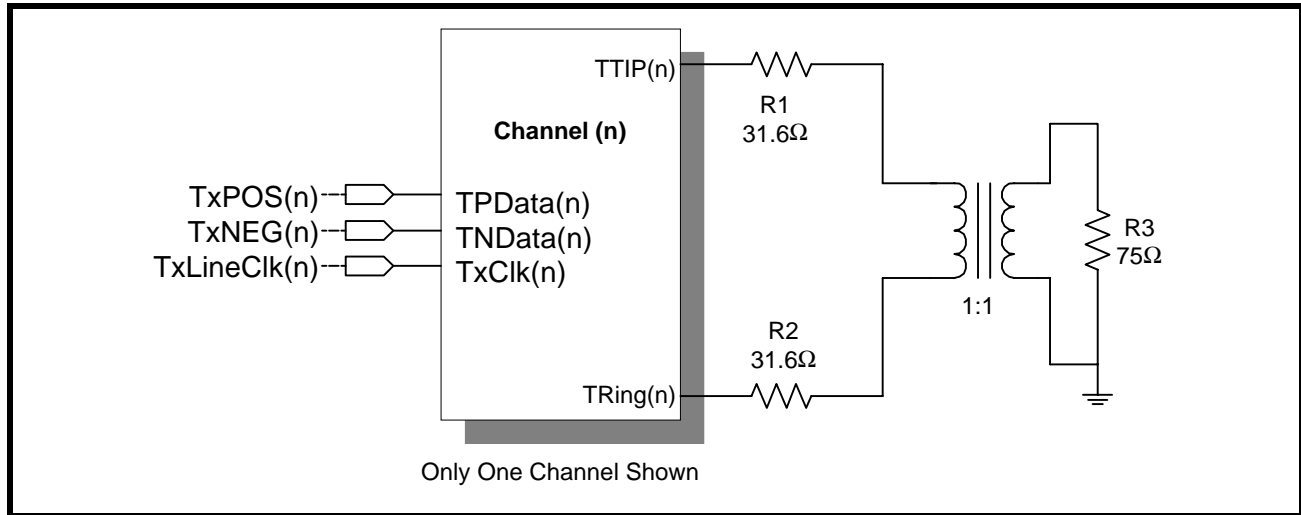 TTIP(n)
R1
31.6Ω
Channel (n)
TxPOS(n)
TPData(n)
TxNEG(n)
TNData(n)
TxLineClk(n)
TxClk(n)
R3
75Ω
1:1
R2
31.6Ω
TRing(n)
Only One Channel Shown